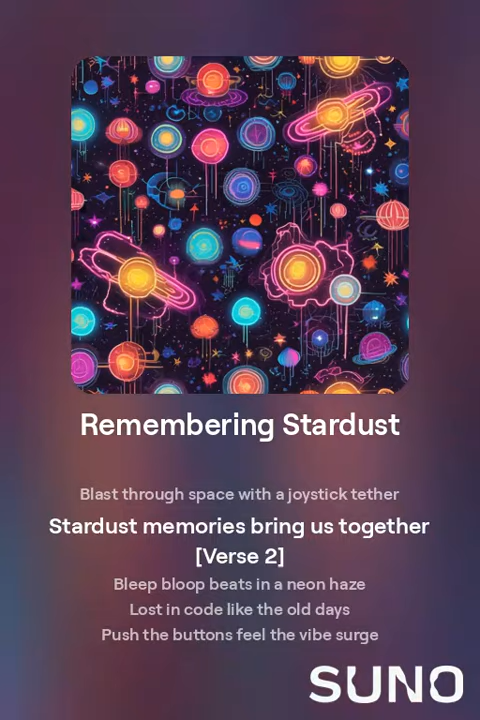 Remembering Stardust
Blast through space with a joystick tether
Stardust memories bring us together
[Verse 2]
Bleep bloop beats in a neon haze
Lost in code like the old days
Push the buttons feel the vibe surge
SUNO